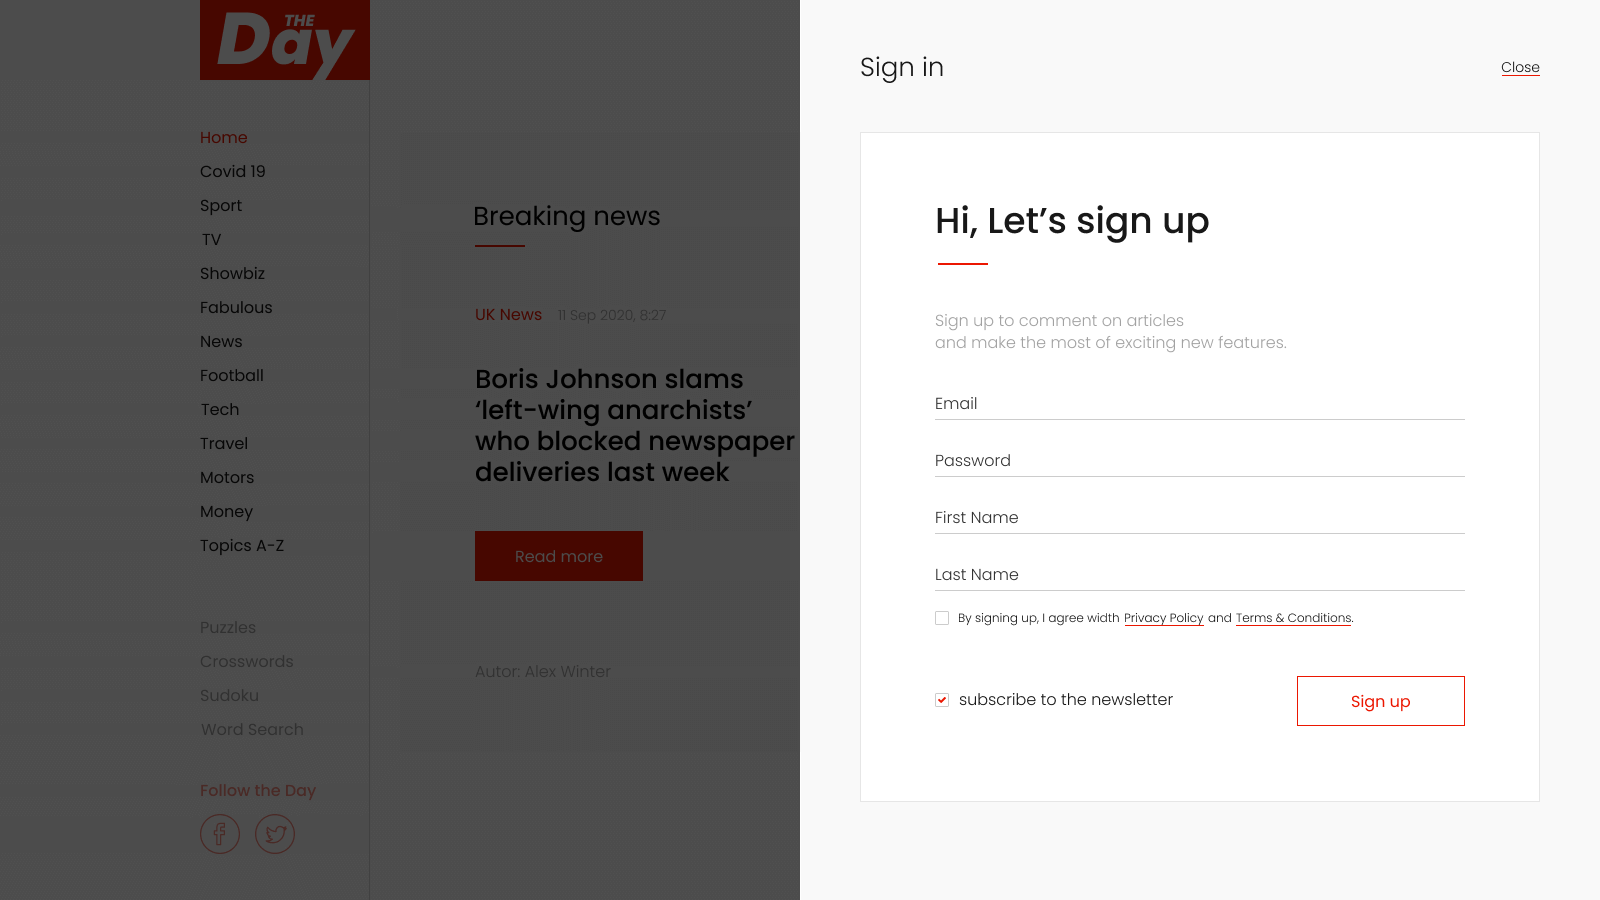 THE
Day
Home
Covid 19
Sport
TV
Showbiz
Fabulous
News
Football
Tech
Travel
Motors
Money
Topics A-Z
Puzzles
Crosswords
Sudoku
Word Search
Follow the Day
Breaking news
UK News 11 Sep 2020, 8:27
Boris Johnson slams
‘left-wing anarchists’
who blocked newspaper
deliveries last week
Read more
Autor: Alex Winter
Sign in
Close
Hi, Let’s sign up
Sign up to comment on articles
and make the most of exciting new features.
Email
Password
First Name
Last Name
By signing up, I agree width Privacy Policy and Terms & Conditions.
subscribe to the newsletter
Sign up